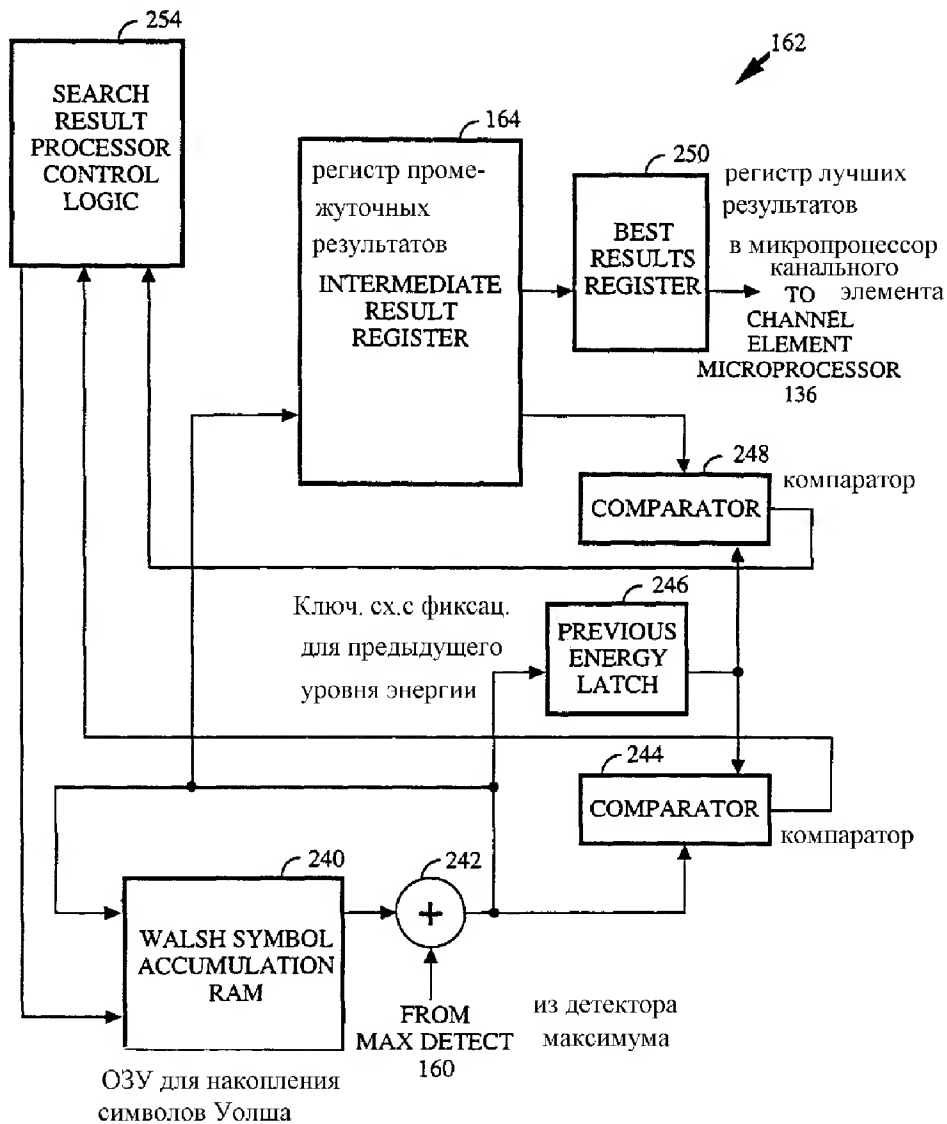 254
162
SEARCH
RESULT
PROCESSOR
CONTROL
LOGIC
164
регистр проме-
жуточных
результатов
INTERMEDIATE
RESULT
REGISTER
250
BEST
RESULTS
REGISTER
регистр лучших
результатов
в микропроцессор
канального
элемента
TO
CHANNEL
ELEMENT
MICROPROCESSOR
136
248
COMPARATOR
компаратор
Ключ. сх.с фиксац.
для предыдущего
уровня энергии
246
PREVIOUS
ENERGY
LATCH
244
COMPARATOR
компаратор
240
WALSH SYMBOL
ACCUMULATION
RAM
242
+
FROM
MAX DETECT
160
из детектора
максимума
ОЗУ для накопления
символов Уолша